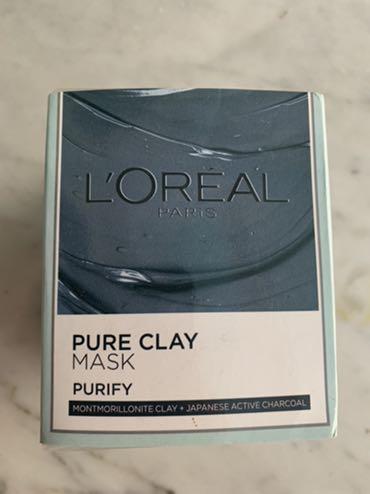 L'ORÉAL
PARIS
PURE CLAY
MASK
PURIFY
MONTMORILLONITE CLAY + JAPANESE ACTIVE CHARCOAL